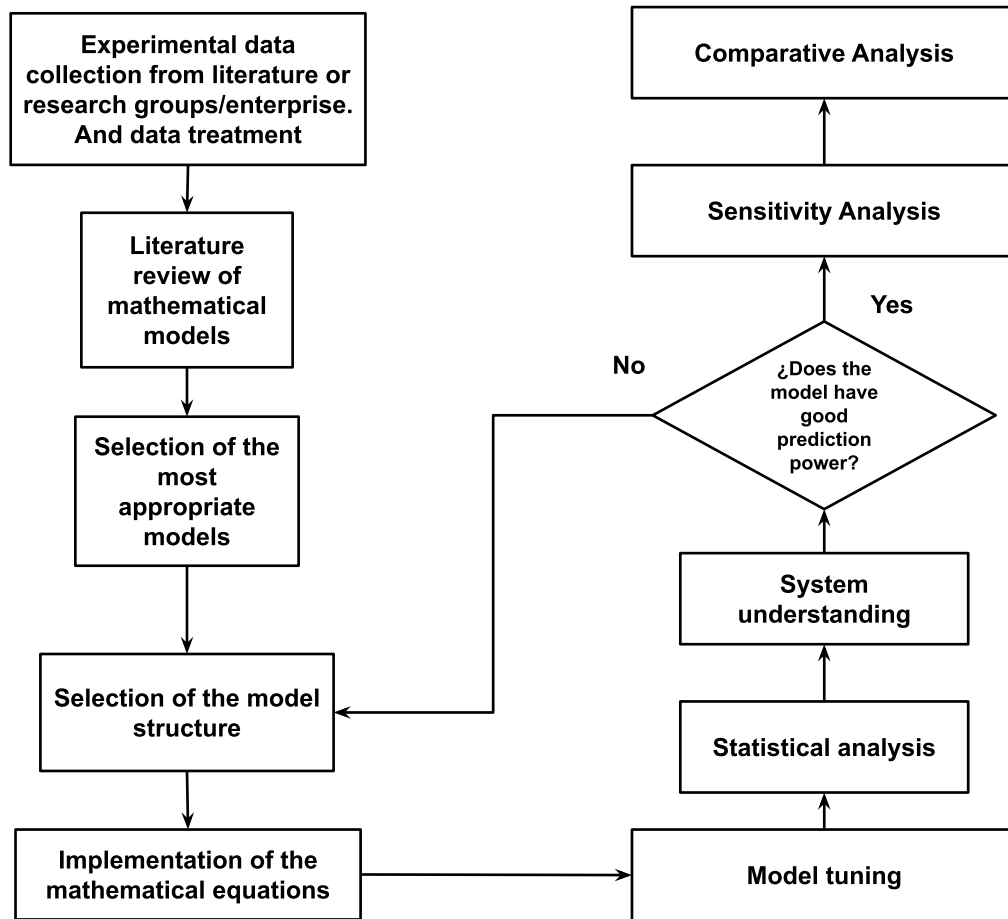 Experimental data
collection from literature or
research groups/enterprise.
And data treatment
Literature
review of
mathematical
models
Selection of the
most
appropriate
models
Selection of the model
structure
Implementation of the
mathematical equations
Model tuning
Statistical analysis
System
understanding
¿Does the
model have
good
prediction
power?
No
Yes
Sensitivity Analysis
Comparative Analysis